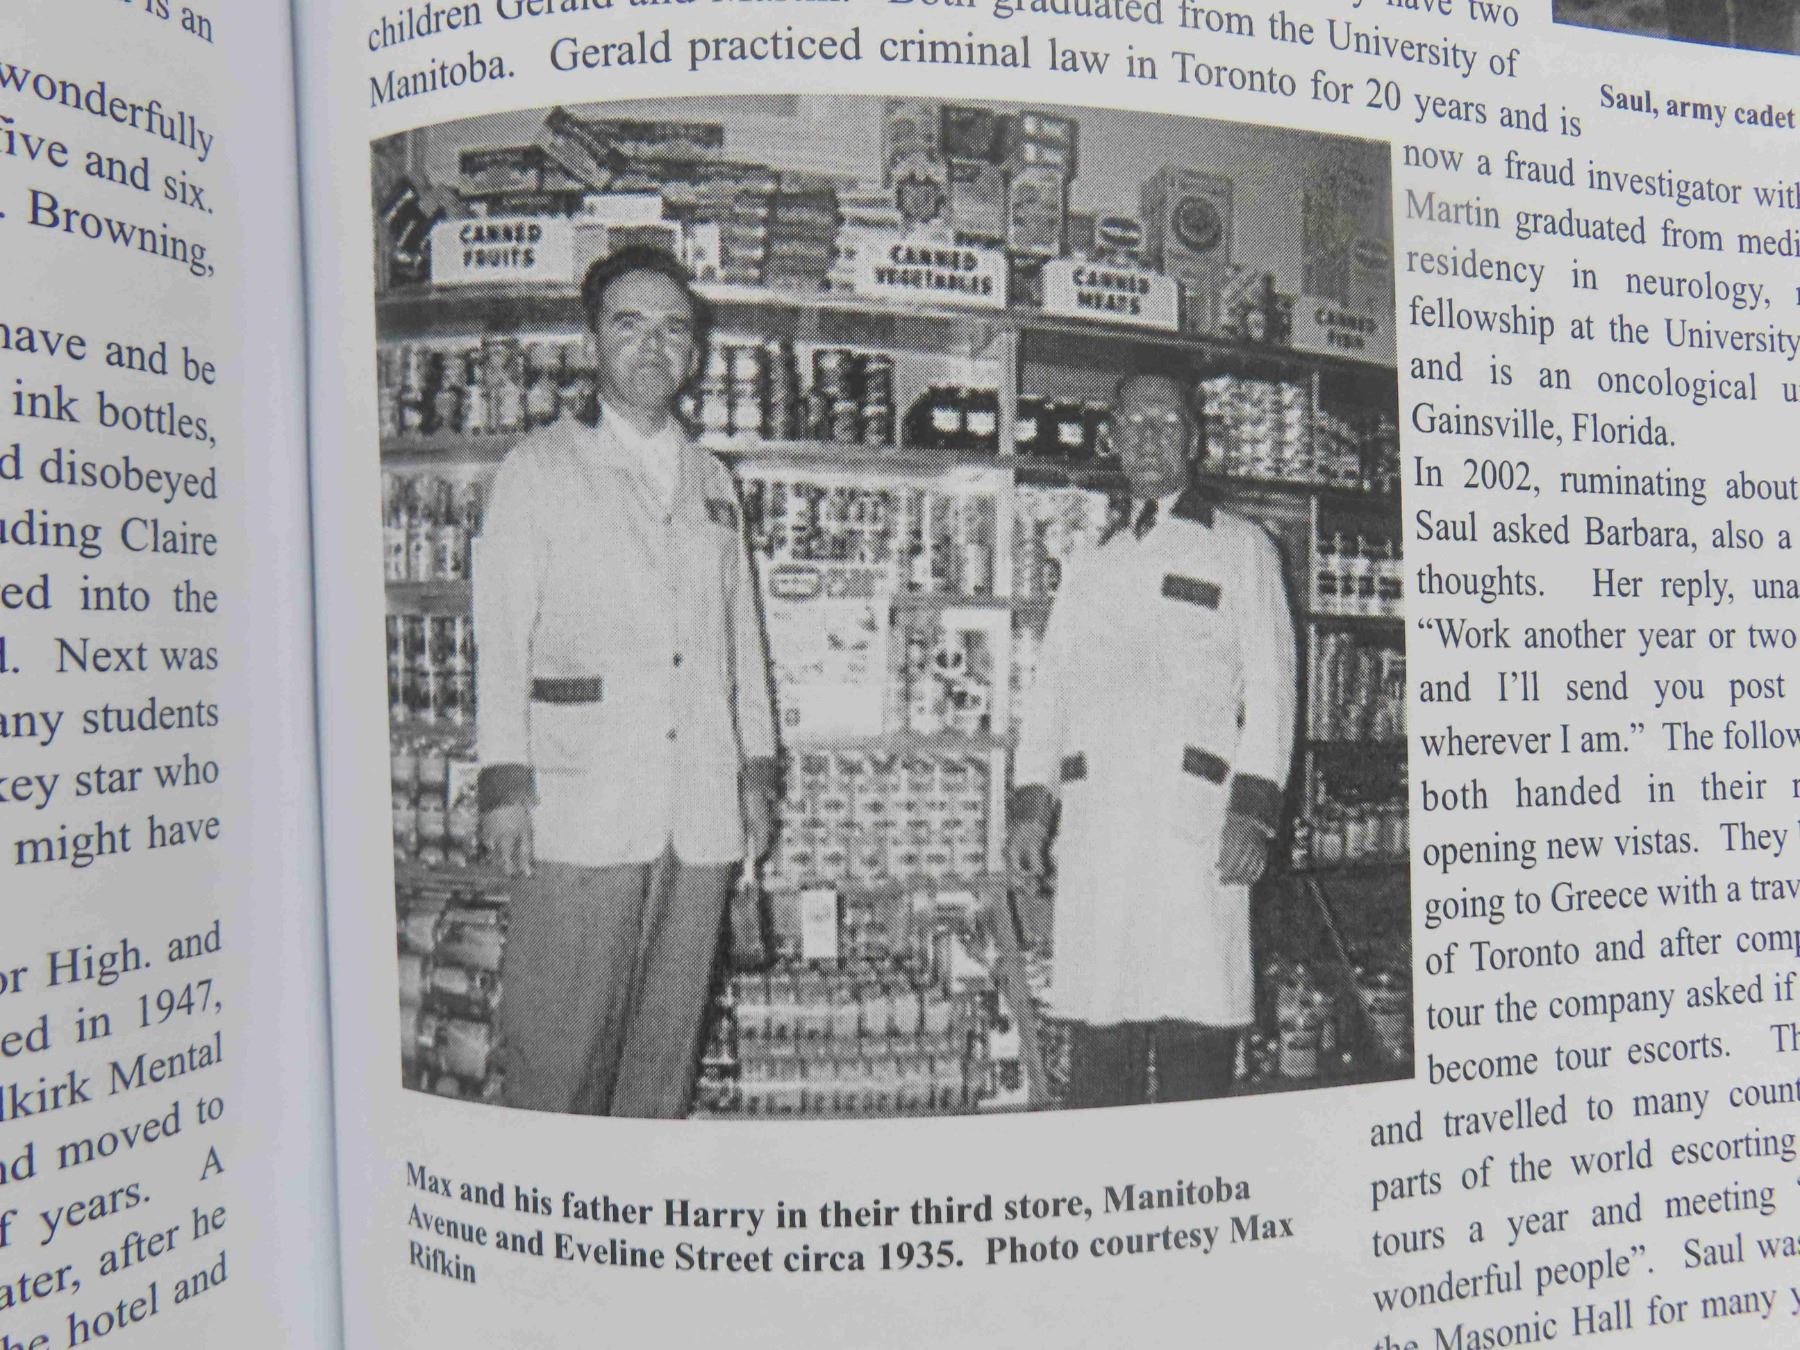 is an
wonderfully
five and six.
. Browning,
have and be
ink bottles,
d disobeyed
uding Claire
ed into the
d. Next was
any students
key star who
might have
or High. and
ed in 1947,
lkirk Mental
nd moved to
f years. A
ater, after he
he hotel and
have two
children Gerald and Martin. Both graduated from the University of
Manitoba. Gerald practiced criminal law in Toronto for 20 years and is
Saul, army cadet
CANNED
FRUITS
CANNED
VEGETABLES
CANNED
MEATS
CANNED
FISH
Max and his father Harry in their third store, Manitoba
Avenue and Eveline Street circa 1935. Photo courtesy Max
Rifkin
now a fraud investigator with
Martin graduated from medi
residency in neurology,
fellowship at the University
and is an oncological u
Gainsville, Florida.
In 2002, ruminating about
Saul asked Barbara, also a
thoughts. Her reply, una
“Work another year or two
and I’ll send you post
wherever I am.” The follow
both handed in their r
opening new vistas. They
going to Greece with a trav
of Toronto and after comp
tour the company asked if
become tour escorts. Th
and travelled to many count
parts of the world escorting
tours a year and meeting “
wonderful people”. Saul was
the Masonic Hall for many y